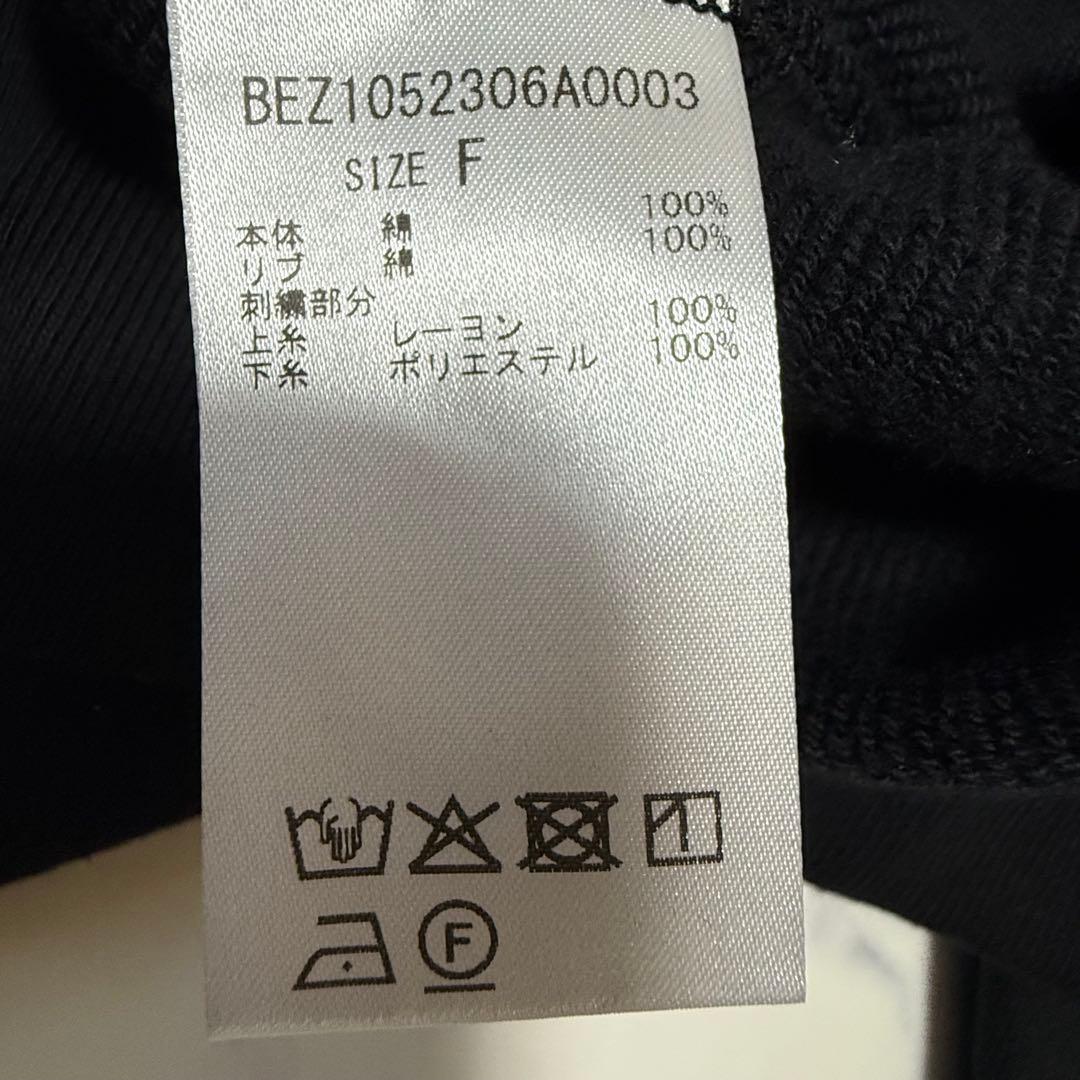 BEZ1052306A0003
SIZE F
本体 綿 100%
リブ 綿 100%
刺繍部分
上糸 レーヨン 100%
下糸 ポリエステル 100%
F